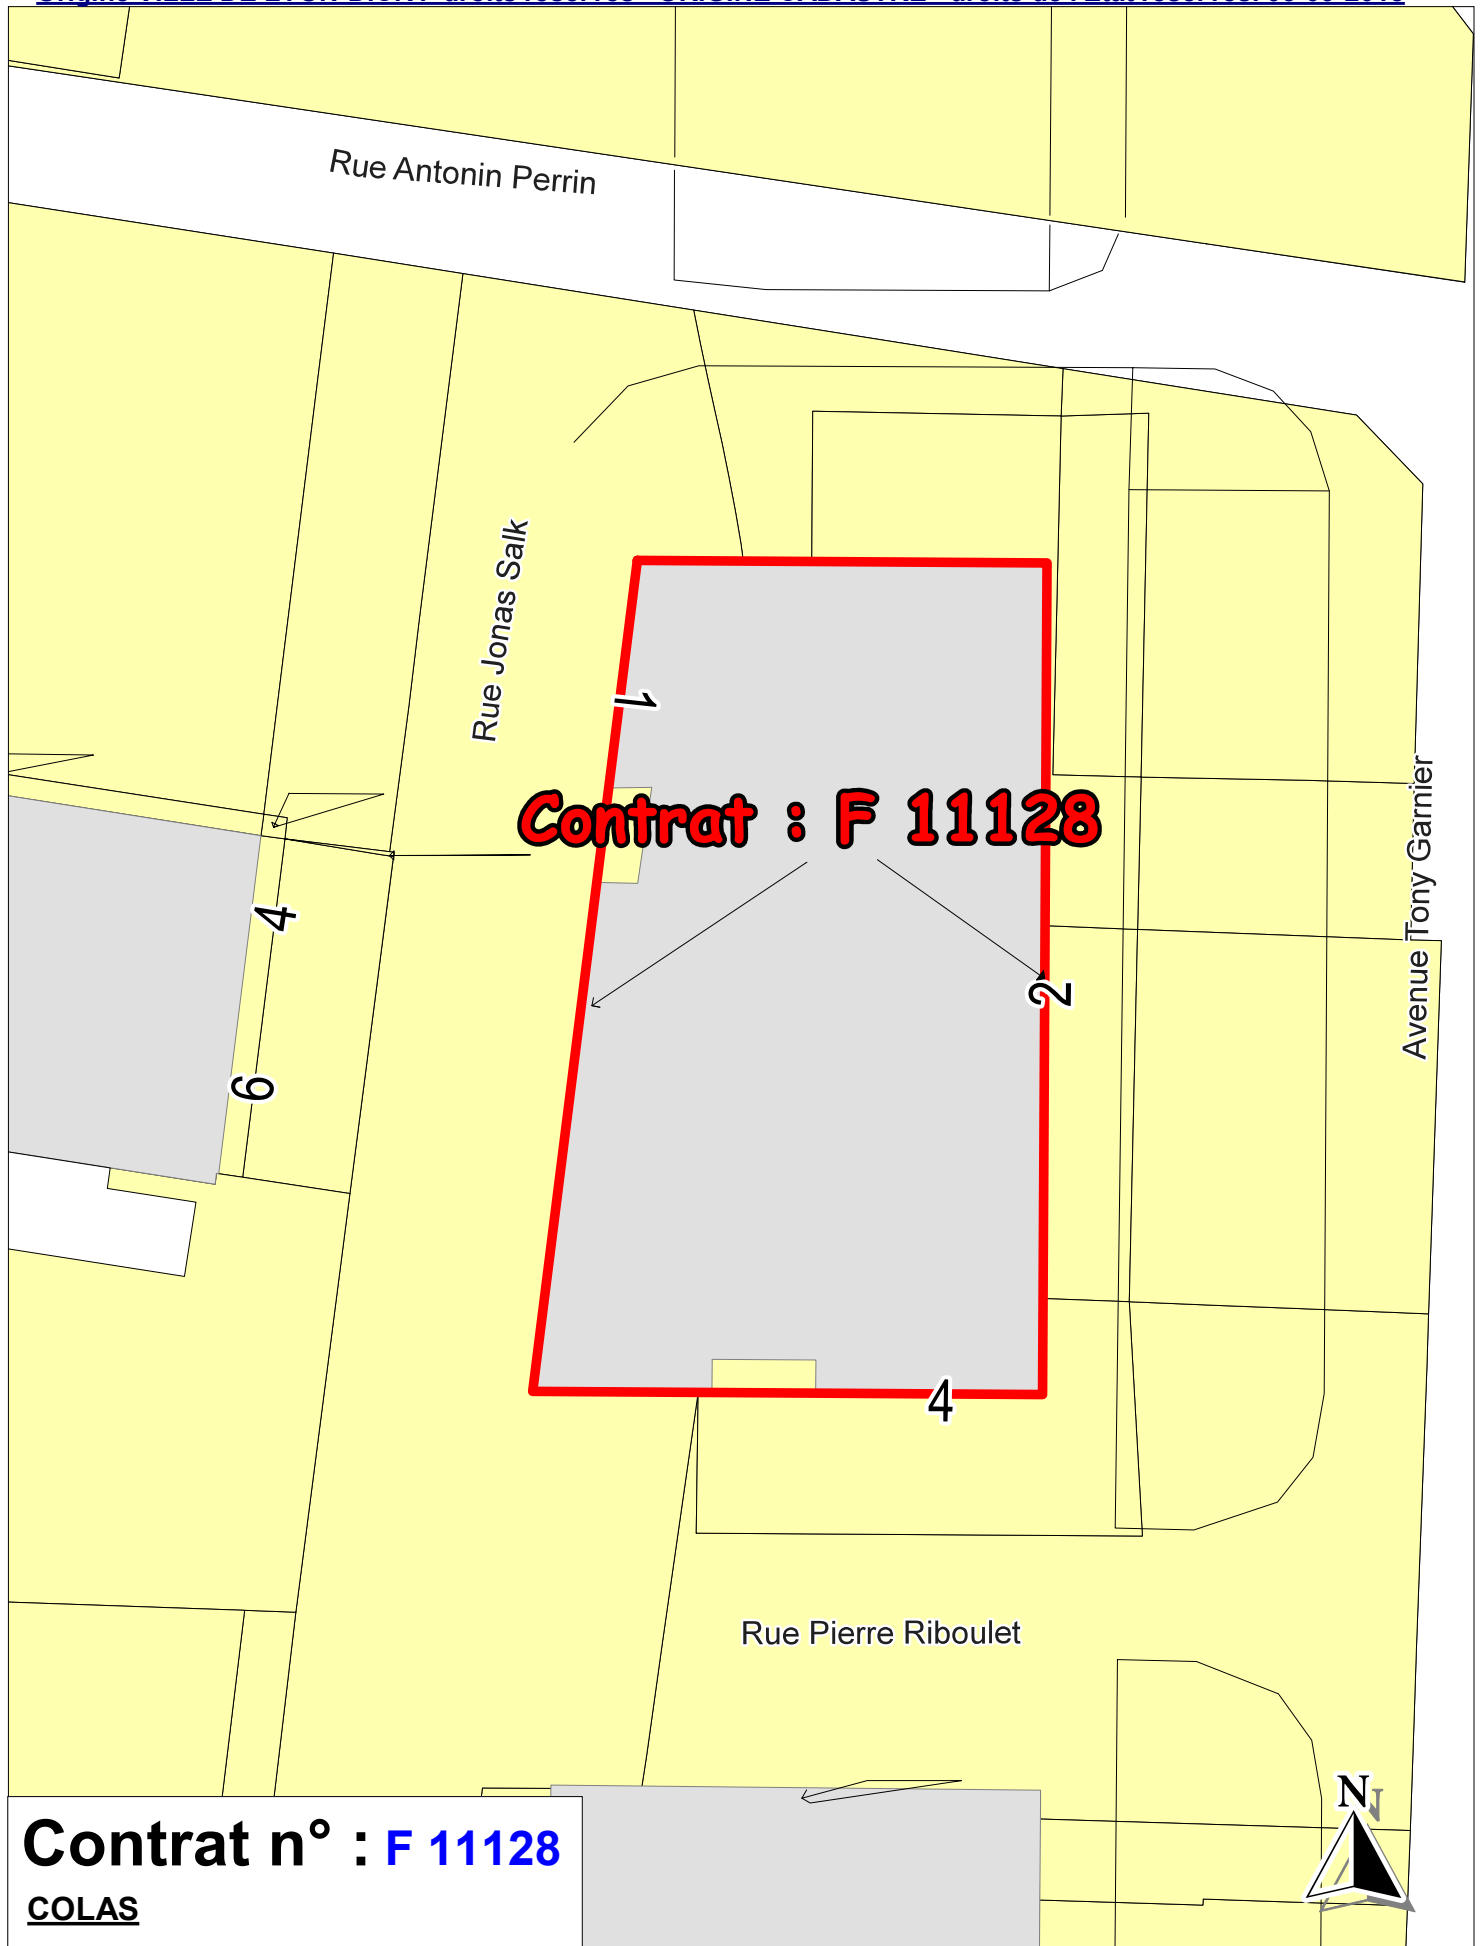 Rue Antonin Perrin
Rue Jonas Salk
1
Contrat : F 11128
Avenue Tony Garnier
4
2
6
4
Rue Pierre Riboulet
N
Contrat n° : F 11128
COLAS